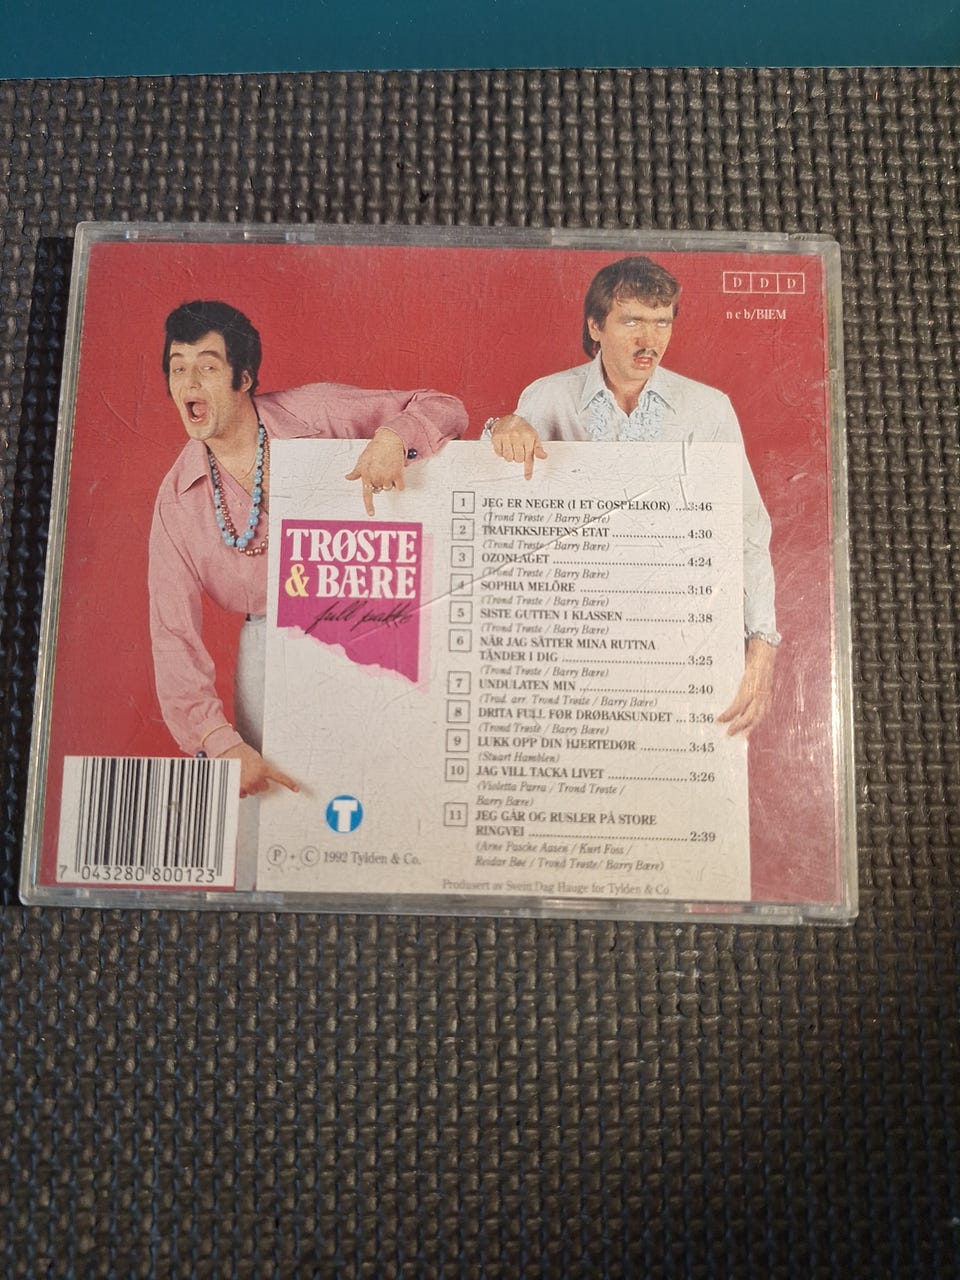 D D D
n c b/BIEM
TRØSTE
& BÆRE
full pakke
1 JEG ER NEGER (I ET GOSPELKOR) ...3:46
(Trond Trøste / Barry Bære)
2 TRAFIKKSJEFENS ETAT ........................ 4:30
(Trond Trøste / Barry Bære)
3 OZONLAGET ........................................ 4:24
(Trond Trøste / Barry Bære)
4 SOPHIA MELÖRE ................................. 3:16
(Trond Trøste / Barry Bære)
5 SISTE GUTTEN I KLASSEN .................... 3:38
(Trond Trøste / Barry Bære)
6 NÄR JAG SÄTTER MINA RUTTNA
TÄNDER I DIG ...................................... 3:25
(Trond Trøste / Barry Bære)
7 UNDULATEN MIN ................................ 2:40
(Trad. arr. Trond Trøste / Barry Bære)
8 DRITA FULL FØR DRØBAKSUNDET ... 3:36
(Trond Trøste / Barry Bære)
9 LUKK OPP DIN HJERTEDØR ................ 3:45
(Stuart Hamblen)
10 JAG VILL TACKA LIVET ........................ 3:26
(Violetta Parra / Trond Trøste /
Barry Bære)
11 JEG GÅR OG RUSLER PÅ STORE
RINGVEI ............................................... 2:39
(Arne Pasche Aasen / Kurt Foss /
Reidar Bøe / Trond Trøste/ Barry Bære)
Produsert av Svein Dag Hauge for Tylden & Co.
T
P + C 1992 Tylden & Co.
7 043280 800123